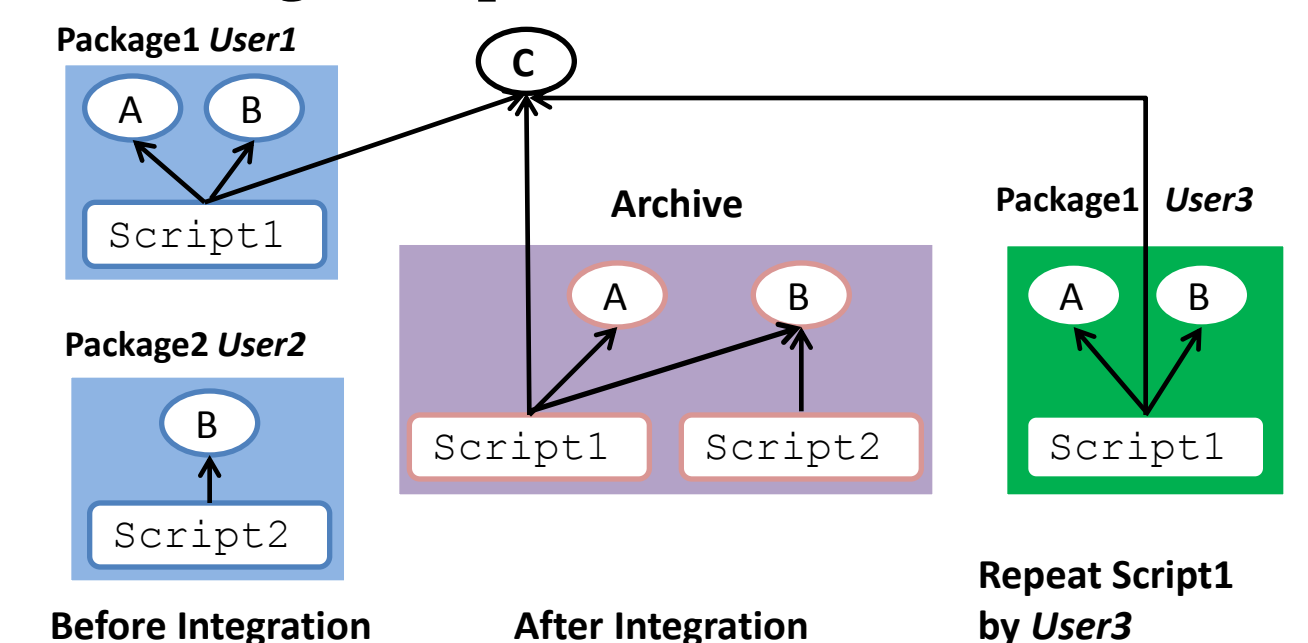 Package1 User1
C
A
B
Script1
Archive
Package1 User3
A
B
Script1
Script2
A
B
Script1
Package2 User2
B
Script2
Before Integration
After Integration
Repeat Script1
by User3